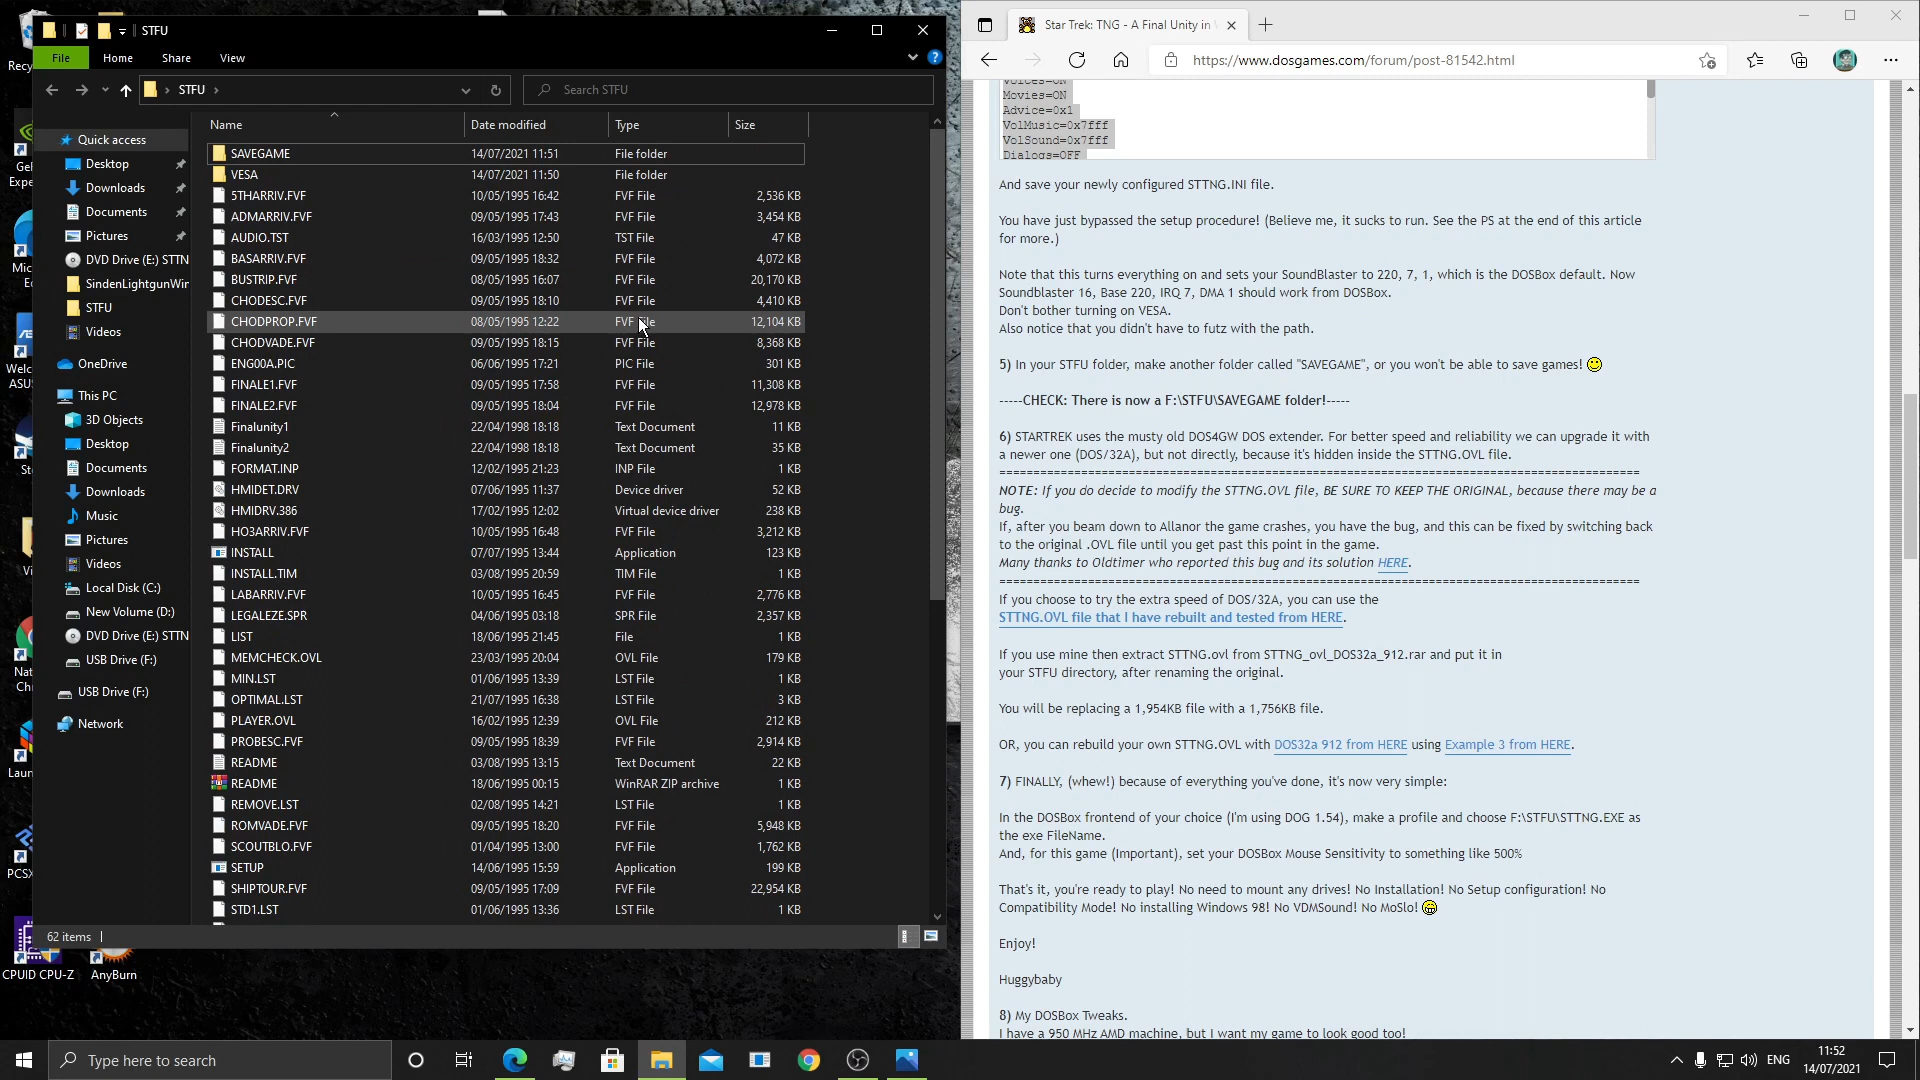 STFU
File
Home
Share
View
STFU
Search STFU
Name
Date modified
Type
Size
Quick access
Desktop
Downloads
Documents
Pictures
DVD Drive (E:) STTN
SindenLightgunWir
STFU
Videos
OneDrive
This PC
3D Objects
Desktop
Documents
Downloads
Music
Pictures
Videos
Local Disk (C:)
New Volume (D:)
DVD Drive (E:) STTN
USB Drive (F:)
USB Drive (F:)
Network
SAVEGAME 14/07/2021 11:51 File folder
VESA 14/07/2021 11:50 File folder
5THARRIV.FVF 10/05/1995 16:42 FVF File 2,536 KB
ADMARRIV.FVF 09/05/1995 17:43 FVF File 3,454 KB
AUDIO.TST 16/03/1995 12:50 TST File 47 KB
BASARRIV.FVF 09/05/1995 18:32 FVF File 4,072 KB
BUSTRIP.FVF 08/05/1995 16:07 FVF File 20,170 KB
CHODESC.FVF 09/05/1995 18:10 FVF File 4,410 KB
CHODPROP.FVF 08/05/1995 12:22 FVF File 12,104 KB
CHODVADE.FVF 09/05/1995 18:15 FVF File 8,368 KB
ENG00A.PIC 06/06/1995 17:21 PIC File 301 KB
FINALE1.FVF 09/05/1995 17:58 FVF File 11,308 KB
FINALE2.FVF 09/05/1995 18:04 FVF File 12,978 KB
Finalunity1 22/04/1998 18:18 Text Document 11 KB
Finalunity2 22/04/1998 18:18 Text Document 35 KB
FORMAT.INP 12/02/1995 21:23 INP File 1 KB
HMIDET.DRV 07/06/1995 11:37 Device driver 52 KB
HMIDRV.386 17/02/1995 12:02 Virtual device driver 238 KB
HO3ARRIV.FVF 10/05/1995 16:48 FVF File 3,212 KB
INSTALL 07/07/1995 13:44 Application 123 KB
INSTALL.TIM 03/08/1995 20:59 TIM File 1 KB
LABARRIV.FVF 10/05/1995 16:45 FVF File 2,776 KB
LEGALEZE.SPR 04/06/1995 03:18 SPR File 2,357 KB
LIST 18/06/1995 21:45 File 1 KB
MEMCHECK.OVL 23/03/1995 20:04 OVL File 179 KB
MIN.LST 01/06/1995 13:39 LST File 1 KB
OPTIMAL.LST 21/07/1995 16:38 LST File 3 KB
PLAYER.OVL 16/02/1995 12:39 OVL File 212 KB
PROBESC.FVF 09/05/1995 18:39 FVF File 2,914 KB
README 03/08/1995 13:15 Text Document 22 KB
README 18/06/1995 00:15 WinRAR ZIP archive 1 KB
REMOVE.LST 02/08/1995 14:21 LST File 1 KB
ROMVADE.FVF 09/05/1995 18:20 FVF File 5,948 KB
SCOUTBLO.FVF 01/04/1995 13:00 FVF File 1,762 KB
SETUP 14/06/1995 15:59 Application 199 KB
SHIPTOUR.FVF 09/05/1995 17:09 FVF File 22,954 KB
STD1.LST 01/06/1995 13:36 LST File 1 KB
62 items
CPUID CPU-Z
AnyBurn
Star Trek: TNG - A Final Unity in
https://www.dosgames.com/forum/post-81542.html
Voices=ON
Movies=ON
Advice=0x1
VolMusic=0x7fff
VolSound=0x7fff
Dialogs=OFF
And save your newly configured STTNG.INI file.
You have just bypassed the setup procedure! (Believe me, it sucks to run. See the PS at the end of this article
for more.)
Note that this turns everything on and sets your SoundBlaster to 220, 7, 1, which is the DOSBox default. Now
Soundblaster 16, Base 220, IRQ 7, DMA 1 should work from DOSBox.
Don't bother turning on VESA.
Also notice that you didn't have to futz with the path.
5) In your STFU folder, make another folder called "SAVEGAME", or you won't be able to save games!
-----CHECK: There is now a F:\STFU\SAVEGAME folder!-----
6) STARTREK uses the musty old DOS4GW DOS extender. For better speed and reliability we can upgrade it with
a newer one (DOS/32A), but not directly, because it's hidden inside the STTNG.OVL file.
================================================================================
NOTE: If you do decide to modify the STTNG.OVL file, BE SURE TO KEEP THE ORIGINAL, because there may be a
bug.
If, after you beam down to Allanor the game crashes, you have the bug, and this can be fixed by switching back
to the original .OVL file until you get past this point in the game.
Many thanks to Oldtimer who reported this bug and its solution HERE.
================================================================================
If you choose to try the extra speed of DOS/32A, you can use the
STTNG.OVL file that I have rebuilt and tested from HERE.
If you use mine then extract STTNG.ovl from STTNG_ovl_DOS32a_912.rar and put it in
your STFU directory, after renaming the original.
You will be replacing a 1,954KB file with a 1,756KB file.
OR, you can rebuild your own STTNG.OVL with DOS32a 912 from HERE using Example 3 from HERE.
7) FINALLY, (whew!) because of everything you've done, it's now very simple:
In the DOSBox frontend of your choice (I'm using DOG 1.54), make a profile and choose F:\STFU\STTNG.EXE as
the exe FileName.
And, for this game (Important), set your DOSBox Mouse Sensitivity to something like 500%
That's it, you're ready to play! No need to mount any drives! No Installation! No Setup configuration! No
Compatibility Mode! No installing Windows 98! No VDMSound! No MoSlo!
Enjoy!
Huggybaby
8) My DOSBox Tweaks.
I have a 950 MHz AMD machine, but I want my game to look good too!
Type here to search
ENG
11:52
14/07/2021